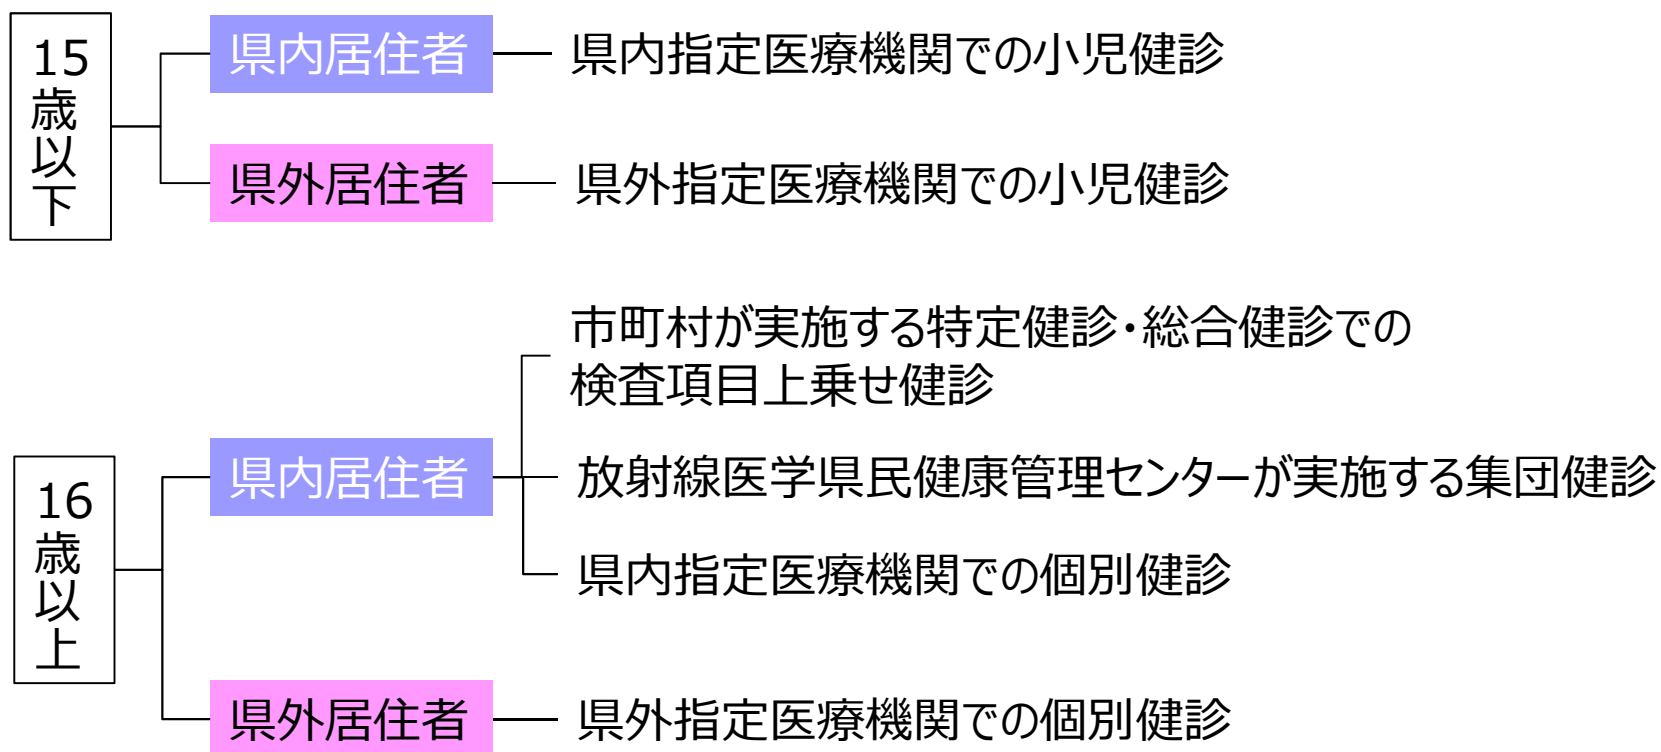 15歳以下
県内居住者
県内指定医療機関での小児健診
県外居住者
県外指定医療機関での小児健診
16歳以上
県内居住者
市町村が実施する特定健診・総合健診での
検査項目上乗せ健診
放射線医学県民健康管理センターが実施する集団健診
県内指定医療機関での個別健診
県外居住者
県外指定医療機関での個別健診